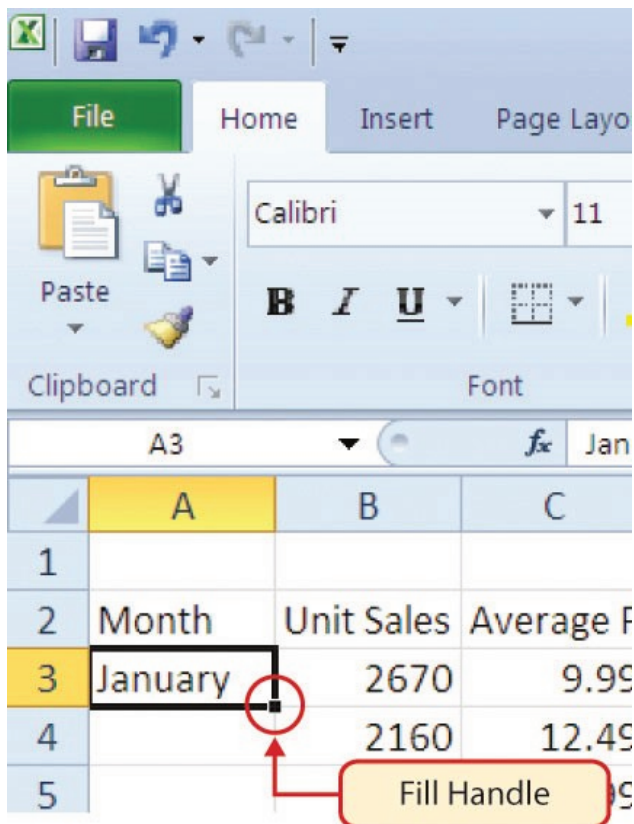 File Home Insert Page Layo
Calibri 11
Paste
B I U
Clipboard Font
A3 fx Jan
A B C
1
2 Month Unit Sales Average P
3 January 2670 9.99
4 2160 12.49
5 Fill Handle